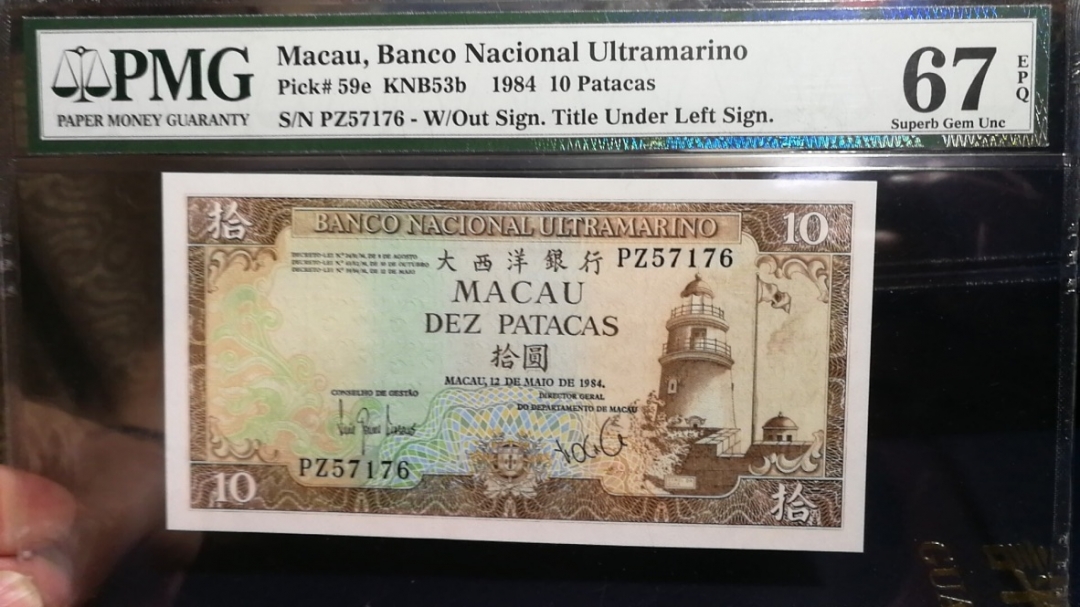 PMG
PAPER MONEY GUARANTY
Macau, Banco Nacional Ultramarino
Pick# 59e KNB53b 1984 10 Patacas
S/N PZ57176 - W/Out Sign. Title Under Left Sign.
67
EPQ
Superb Gem Unc
拾
BANCO NACIONAL ULTRAMARINO
10
大西洋銀行 PZ57176
MACAU
DEZ PATACAS
拾圓
MACAU, 12 DE MAIO DE 1984.
CONSELHO DE GESTÃO
DIRECTOR GERAL
DO DEPARTAMENTO DE MACAU
PZ57176
10
拾